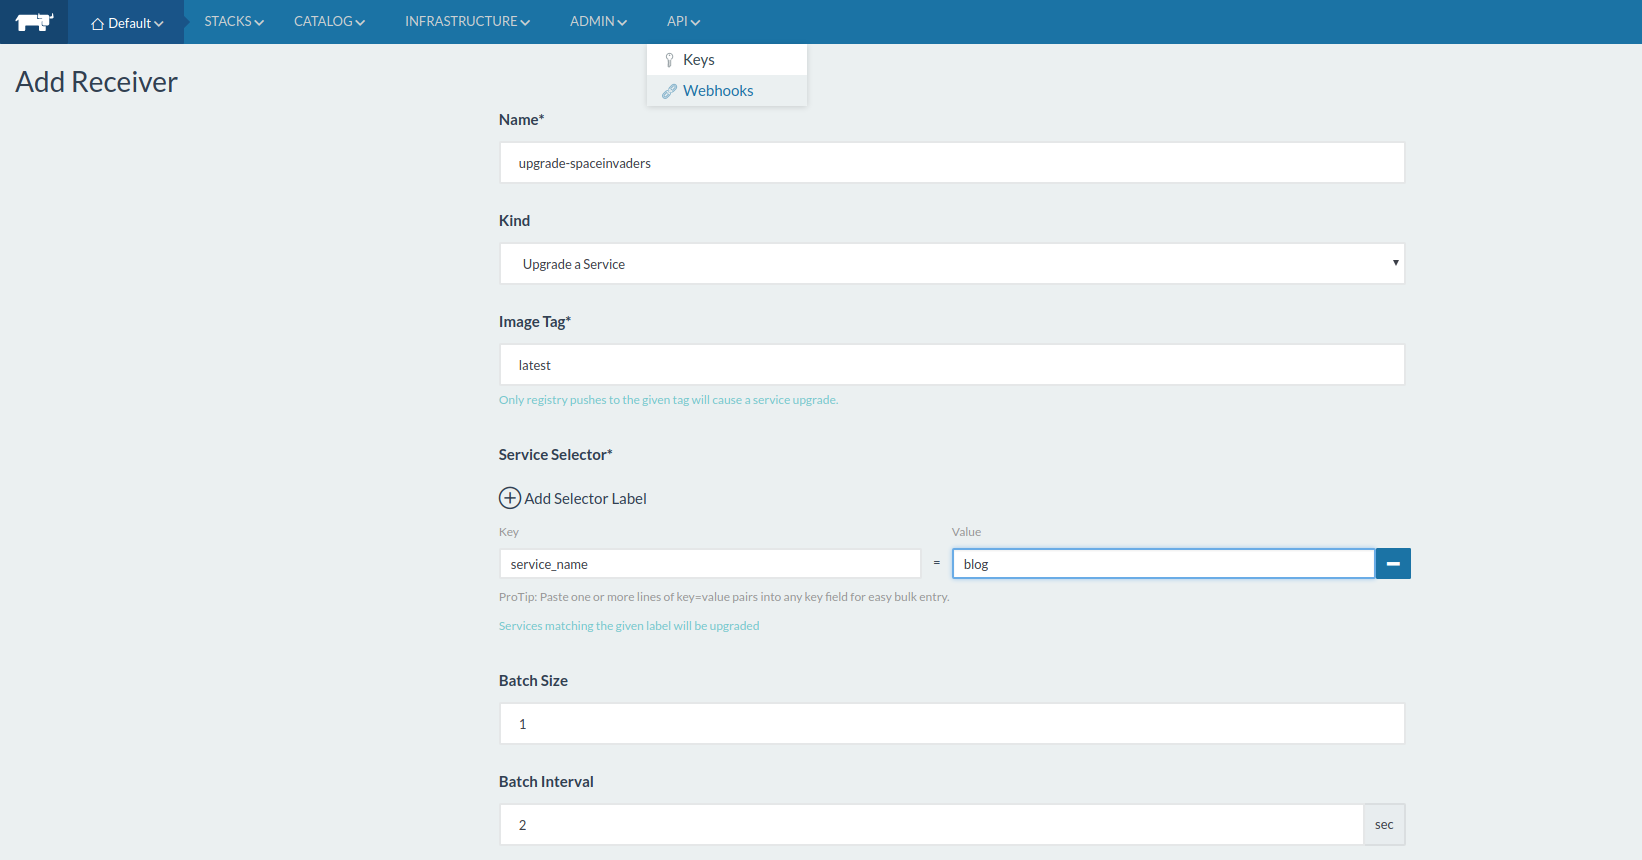 Default STACKS CATALOG INFRASTRUCTURE ADMIN API
Keys
Webhooks
Add Receiver
Name*
upgrade-spaceinvaders
Kind
Upgrade a Service
Image Tag*
latest
Only registry pushes to the given tag will cause a service upgrade.
Service Selector*
Add Selector Label
Key Value
service_name = blog
ProTip: Paste one or more lines of key=value pairs into any key field for easy bulk entry.
Services matching the given label will be upgraded
Batch Size
1
Batch Interval
2 sec